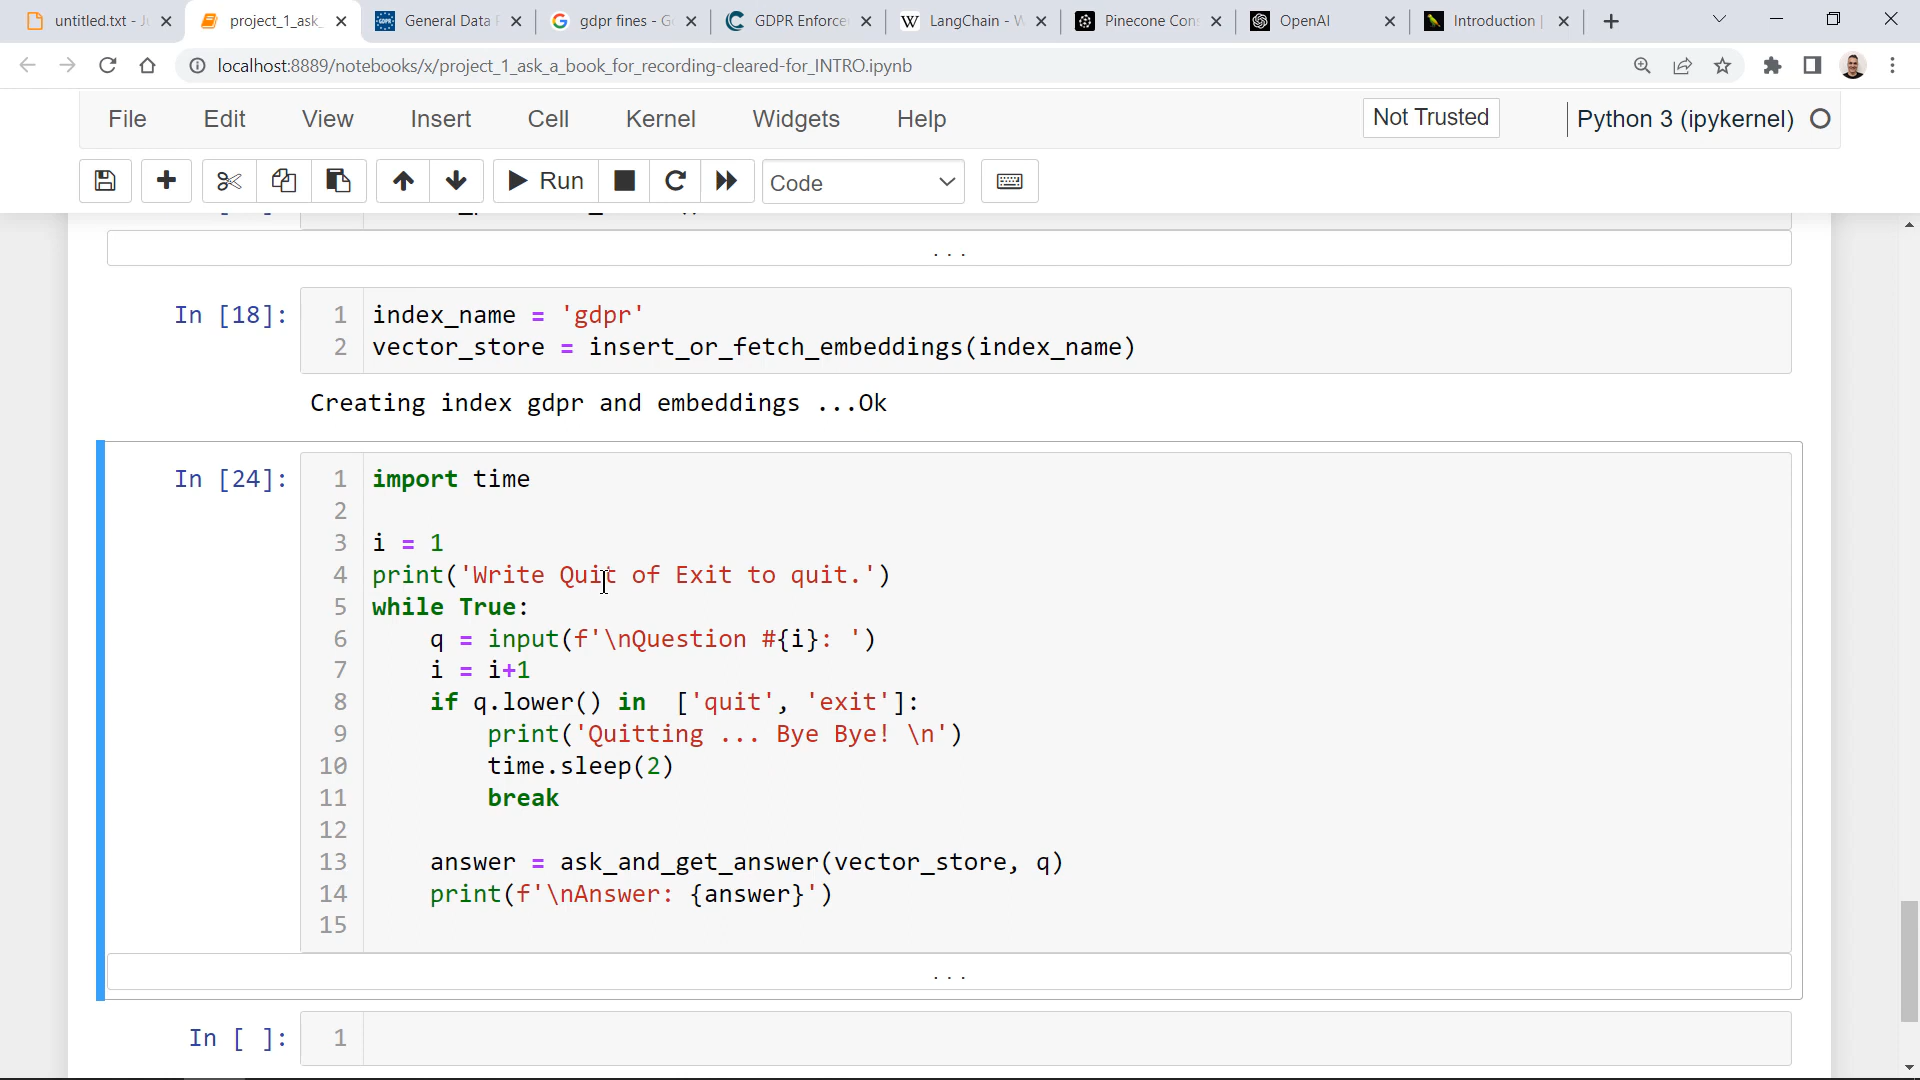 untitled.txt - J
project_1_ask_
General Data P
gdpr fines - G
GDPR Enforce
LangChain - W
Pinecone Con
OpenAI
Introduction |
localhost:8889/notebooks/x/project_1_ask_a_book_for_recording-cleared-for_INTRO.ipynb
File Edit View Insert Cell Kernel Widgets Help Not Trusted Python 3 (ipykernel)
Run Code
. . .
In [18]:
1 index_name = 'gdpr'
2 vector_store = insert_or_fetch_embeddings(index_name)
Creating index gdpr and embeddings ...Ok
In [24]:
1 import time
2
3 i = 1
4 print('Write Quit of Exit to quit.')
5 while True:
6     q = input(f'\nQuestion #{i}: ')
7     i = i+1
8     if q.lower() in  ['quit', 'exit']:
9         print('Quitting ... Bye Bye! \n')
10         time.sleep(2)
11         break
12
13     answer = ask_and_get_answer(vector_store, q)
14     print(f'\nAnswer: {answer}')
15
. . .
In [ ]: 1